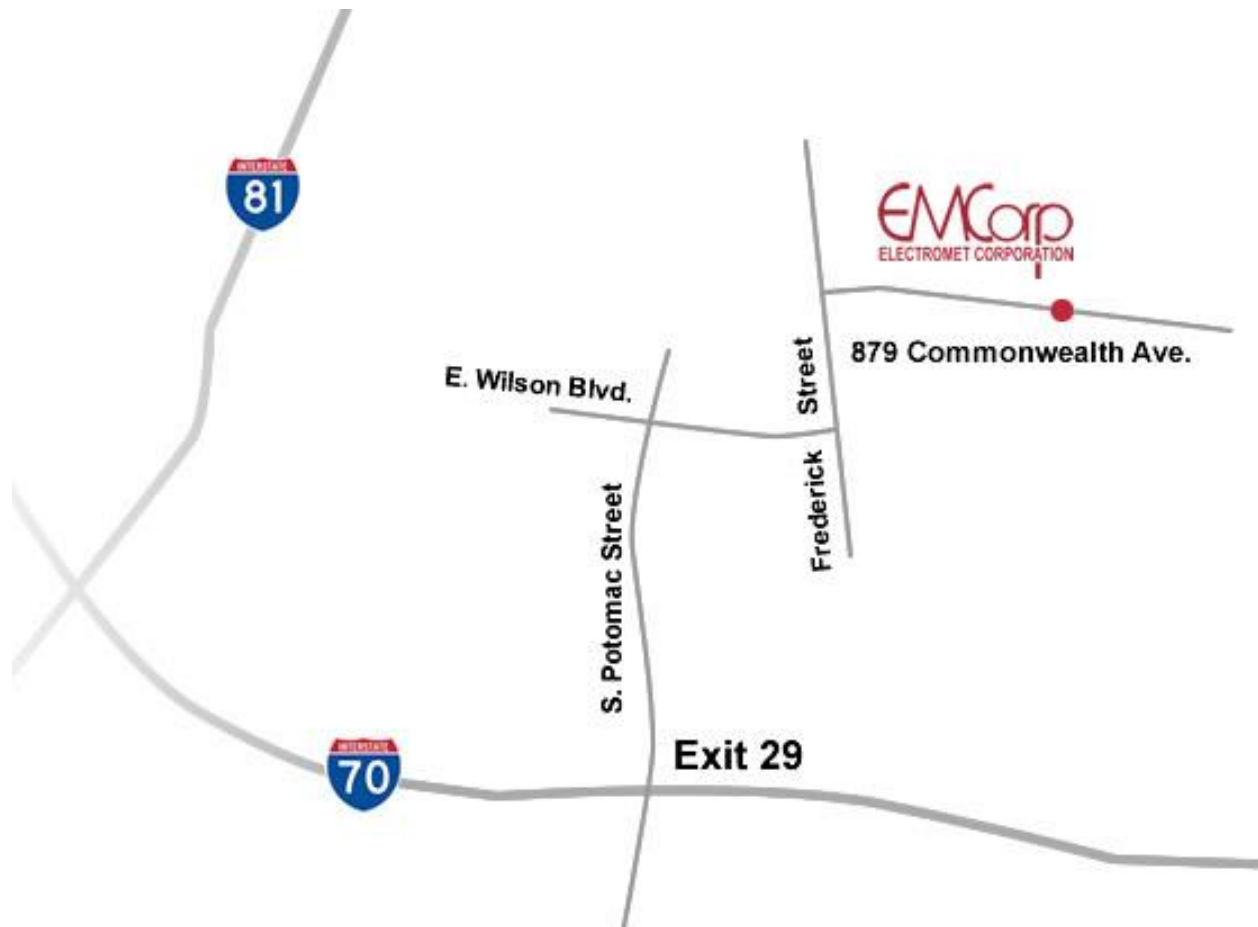 INTERSTATE
81
EMCorp
ELECTROMET CORPORATION
879 Commonwealth Ave.
E. Wilson Blvd.
Frederick Street
S. Potomac Street
Exit 29
INTERSTATE
70